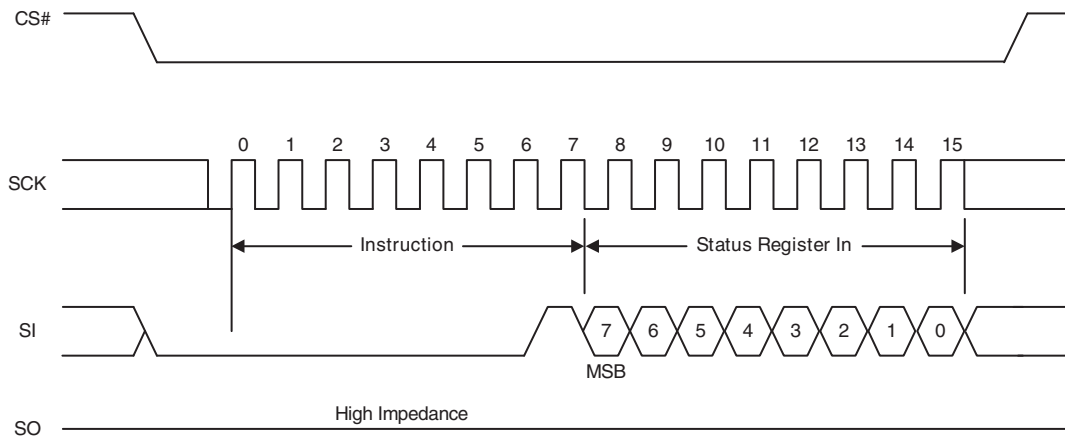 CS#
0 1 2 3 4 5 6 7 8 9 10 11 12 13 14 15
SCK
Instruction Status Register In
SI 7 6 5 4 3 2 1 0
MSB
High Impedance
SO